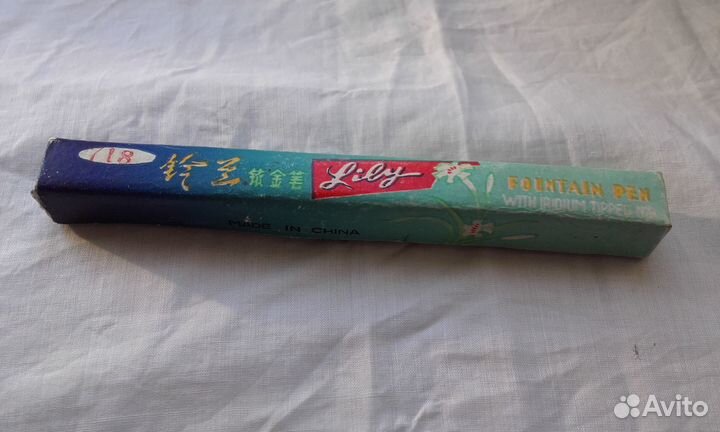 118
铃兰
铱金笔
Lily
FOUNTAIN PEN
WITH IRIDIUM TIPPED NIB
MADE IN CHINA
Avito